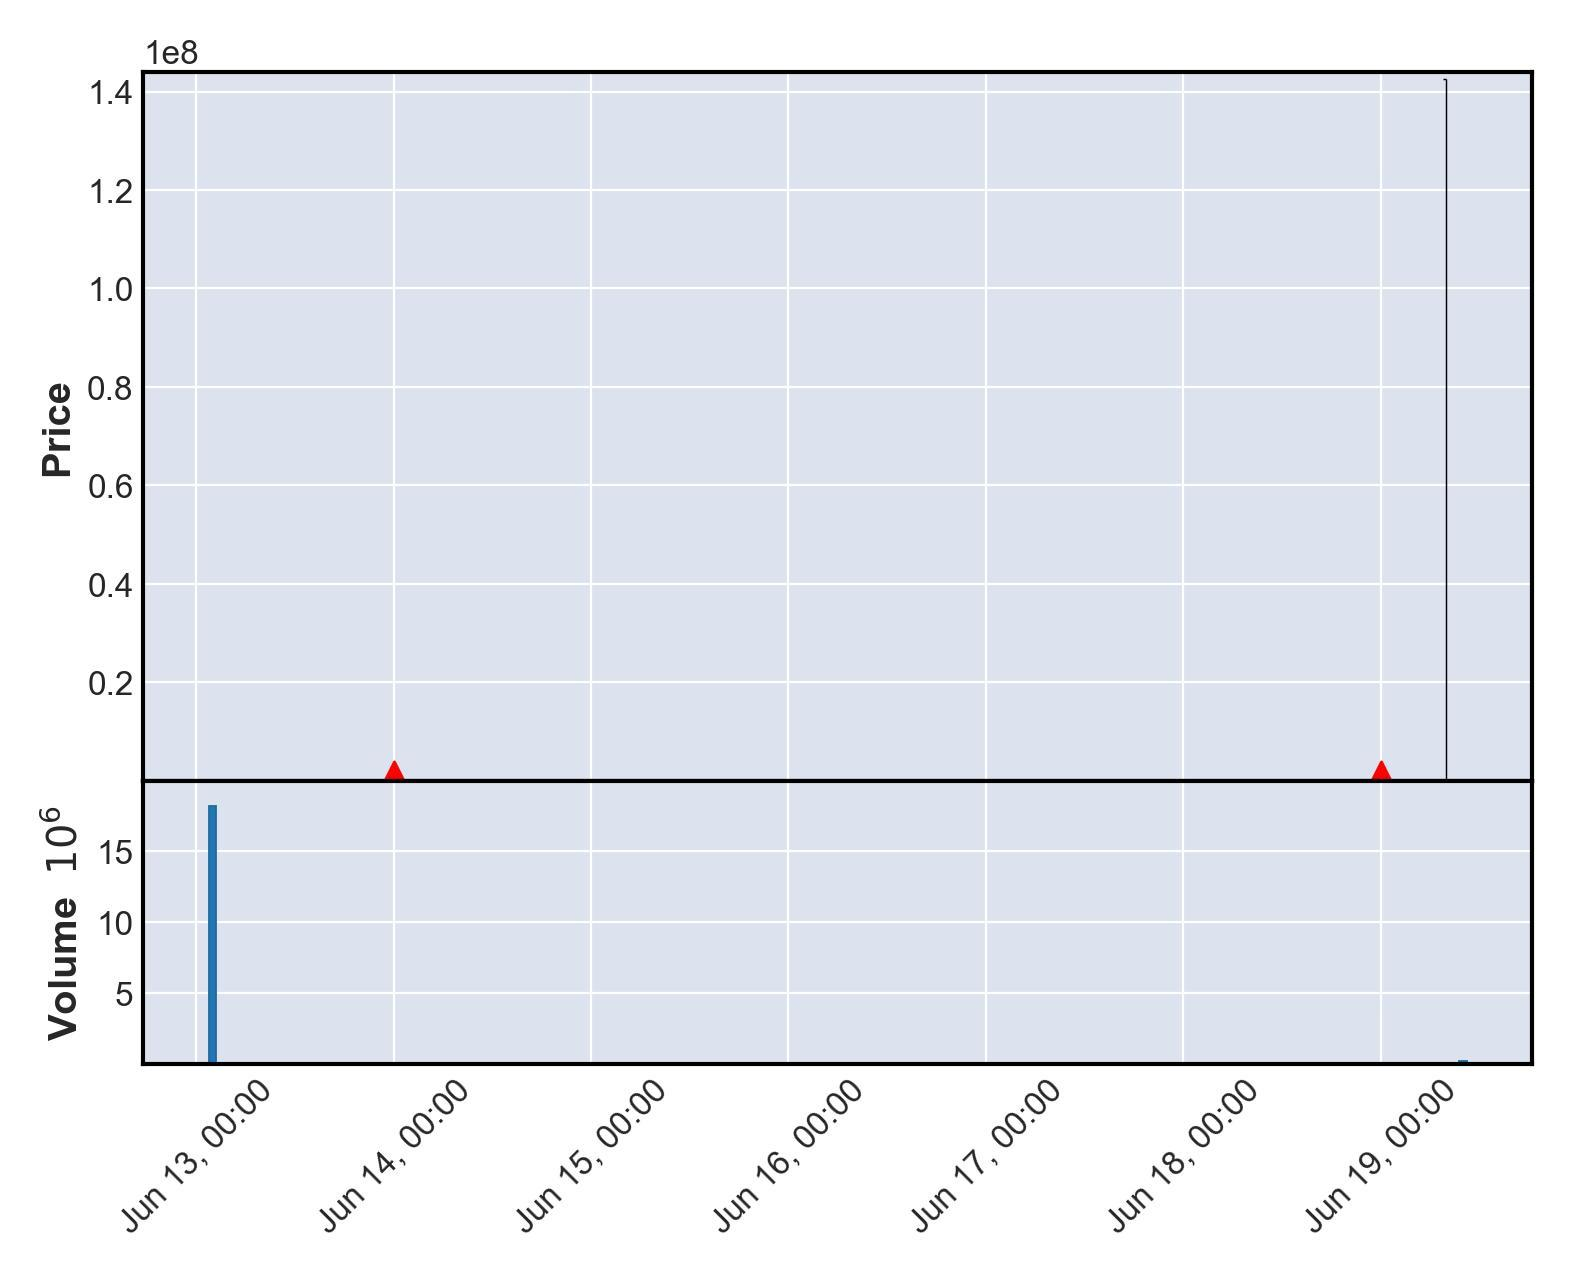 1e8
1.4
1.2
1.0
0.8
0.6
0.4
0.2
Price
15
10
5
Volume 10⁶
Jun 13, 00:00
Jun 14, 00:00
Jun 15, 00:00
Jun 16, 00:00
Jun 17, 00:00
Jun 18, 00:00
Jun 19, 00:00